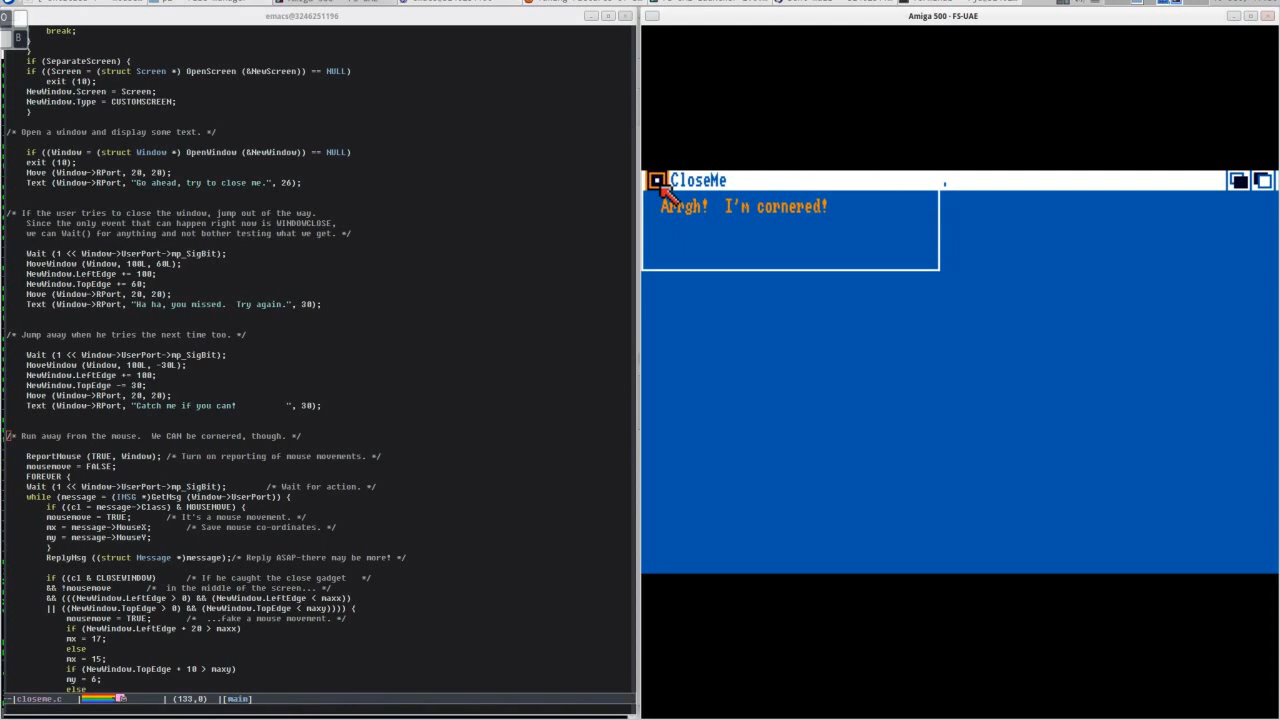 emacs@3246251196
Amiga 500 - FS-UAE
B
break;
}
}
if (SeparateScreen) {
if ((Screen = (struct Screen *) OpenScreen (&NewScreen)) == NULL)
exit (10);
NewWindow.Screen = Screen;
NewWindow.Type = CUSTOMSCREEN;
}
/* Open a window and display some text. */
if ((Window = (struct Window *) OpenWindow (&NewWindow)) == NULL)
exit (10);
Move (Window->RPort, 20, 20);
Text (Window->RPort, "Go ahead, try to close me.", 26);
/* If the user tries to close the window, jump out of the way.
Since the only event that can happen right now is WINDOWCLOSE,
we can Wait() for anything and not bother testing what we get. */
Wait (1 << Window->UserPort->mp_SigBit);
MoveWindow (Window, 100L, 60L);
NewWindow.LeftEdge += 100;
NewWindow.TopEdge += 60;
Move (Window->RPort, 20, 20);
Text (Window->RPort, "Ha ha, you missed.  Try again.", 30);
/* Jump away when he tries the next time too. */
Wait (1 << Window->UserPort->mp_SigBit);
MoveWindow (Window, 100L, -30L);
NewWindow.LeftEdge += 100;
NewWindow.TopEdge -= 30;
Move (Window->RPort, 20, 20);
Text (Window->RPort, "Catch me if you can!          ", 30);
/* Run away from the mouse.  We CAN be cornered, though. */
ReportMouse (TRUE, Window); /* Turn on reporting of mouse movements. */
mousemove = FALSE;
FOREVER {
Wait (1 << Window->UserPort->mp_SigBit);        /* Wait for action. */
while (message = (IMSG *)GetMsg (Window->UserPort)) {
if ((cl = message->Class) & MOUSEMOVE) {
mousemove = TRUE;       /* It's a mouse movement. */
mx = message->MouseX;       /* Save mouse co-ordinates. */
my = message->MouseY;
}
ReplyMsg ((struct Message *)message);/* Reply ASAP-there may be more! */
if ((cl & CLOSEWINDOW)      /* If he caught the close gadget   */
&& !mousemove       /*  in the middle of the screen... */
&& (((NewWindow.LeftEdge > 0) && (NewWindow.LeftEdge < maxx))
|| ((NewWindow.TopEdge > 0) && (NewWindow.TopEdge < maxy)))) {
mousemove = TRUE;       /*  ...fake a mouse movement. */
if (NewWindow.LeftEdge + 20 > maxx)
mx = 17;
else
mx = 15;
if (NewWindow.TopEdge + 10 > maxy)
my = 6;
else
closeme.c | (133,0) |[main]
CloseMe
Arrgh!  I'm cornered!